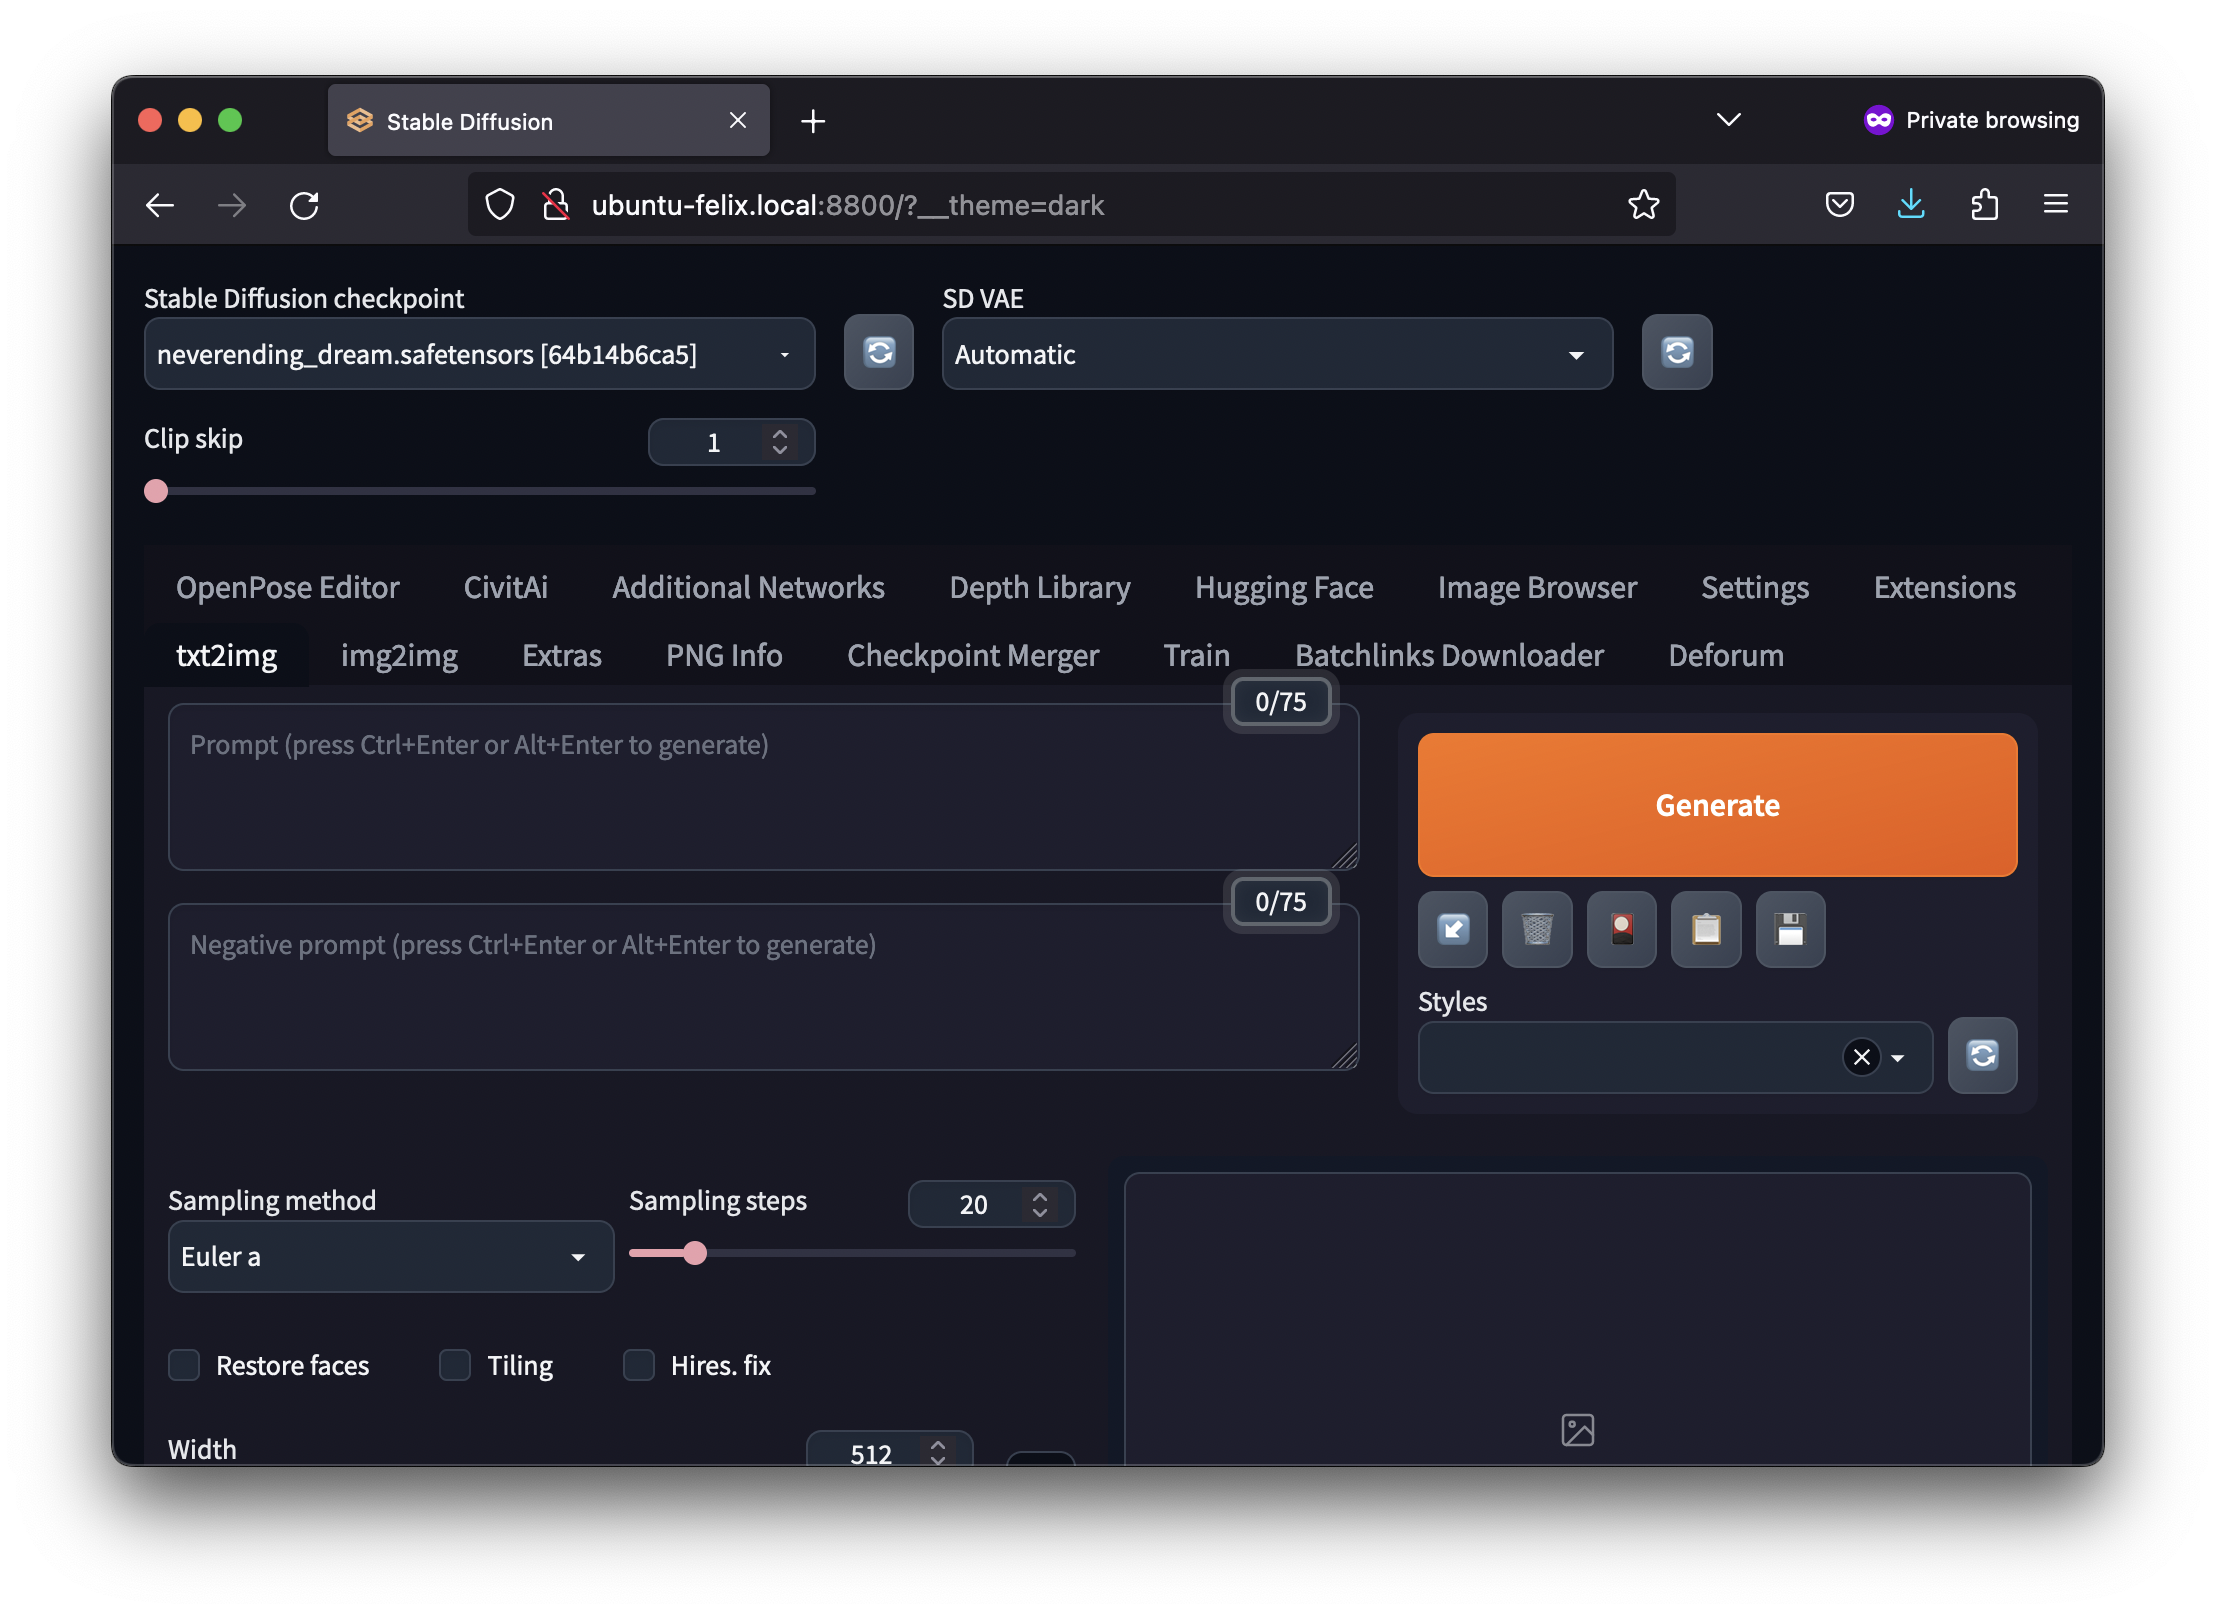 Stable Diffusion
Private browsing
ubuntu-felix.local:8800/?__theme=dark
Stable Diffusion checkpoint
SD VAE
neverending_dream.safetensors [64b14b6ca5]
Automatic
Clip skip
1
OpenPose Editor CivitAi Additional Networks Depth Library Hugging Face Image Browser Settings Extensions
txt2img img2img Extras PNG Info Checkpoint Merger Train Batchlinks Downloader Deforum
0/75
Prompt (press Ctrl+Enter or Alt+Enter to generate)
Generate
0/75
Negative prompt (press Ctrl+Enter or Alt+Enter to generate)
Styles
Sampling method
Sampling steps
20
Euler a
Restore faces
Tiling
Hires. fix
Width
512